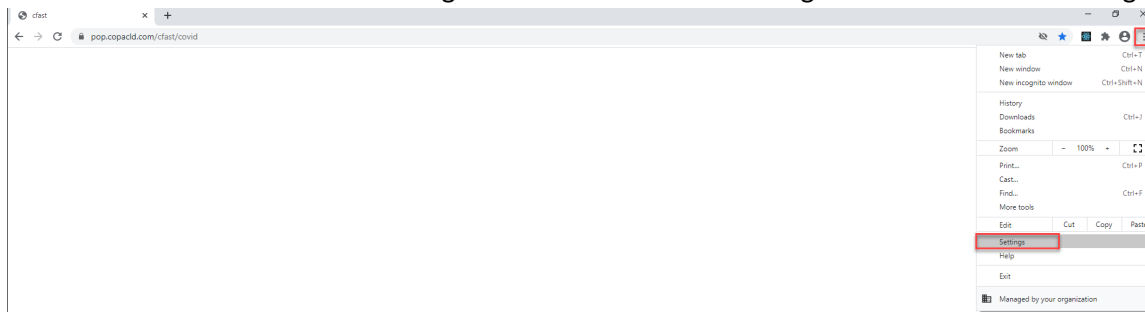 cfast
pop.copacld.com/cfast/covid
New tab Ctrl+T
New window Ctrl+N
New incognito window Ctrl+Shift+N
History
Downloads Ctrl+J
Bookmarks
Zoom - 100% +
Print... Ctrl+P
Cast...
Find... Ctrl+F
More tools
Edit Cut Copy Paste
Settings
Help
Exit
Managed by your organization